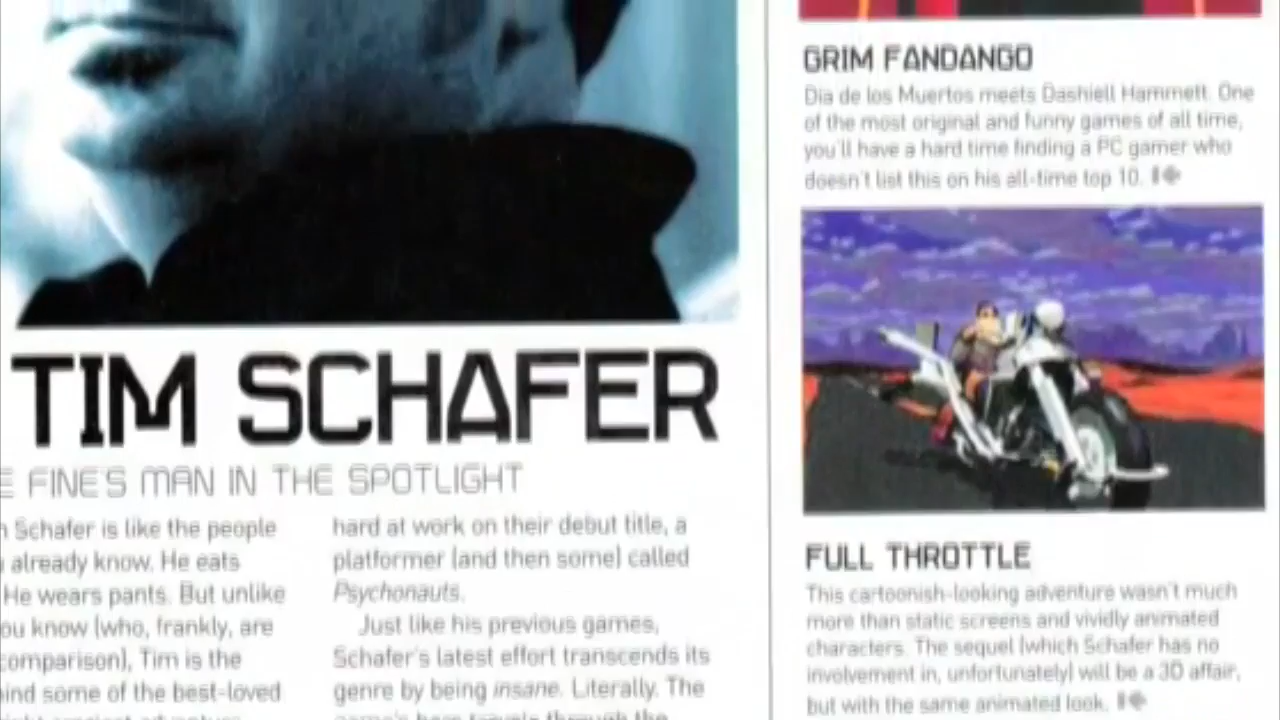 TIM SCHAFER
FINES MAN IN THE SPOTLIGHT
Schafer is like the people
already know. He eats
He wears pants. But unlike
ou know (who, frankly, are
comparison), Tim is the
ind some of the best-loved
hard at work on their debut title, a
platformer (and then some) called
Psychonauts.
Just like his previous games,
Schafer's latest effort transcends its
genre by being insane. Literally. The
GRIM FANDANGO
Dia de los Muertos meets Dashiell Hammett. One
of the most original and funny games of all time,
you'll have a hard time finding a PC gamer who
doesn't list this on his all-time top 10.
FULL THROTTLE
This cartoonish-looking adventure wasn't much
more than static screens and vividly animated
characters. The sequel (which Schafer has no
involvement in, unfortunately) will be a 3D affair,
but with the same animated look.